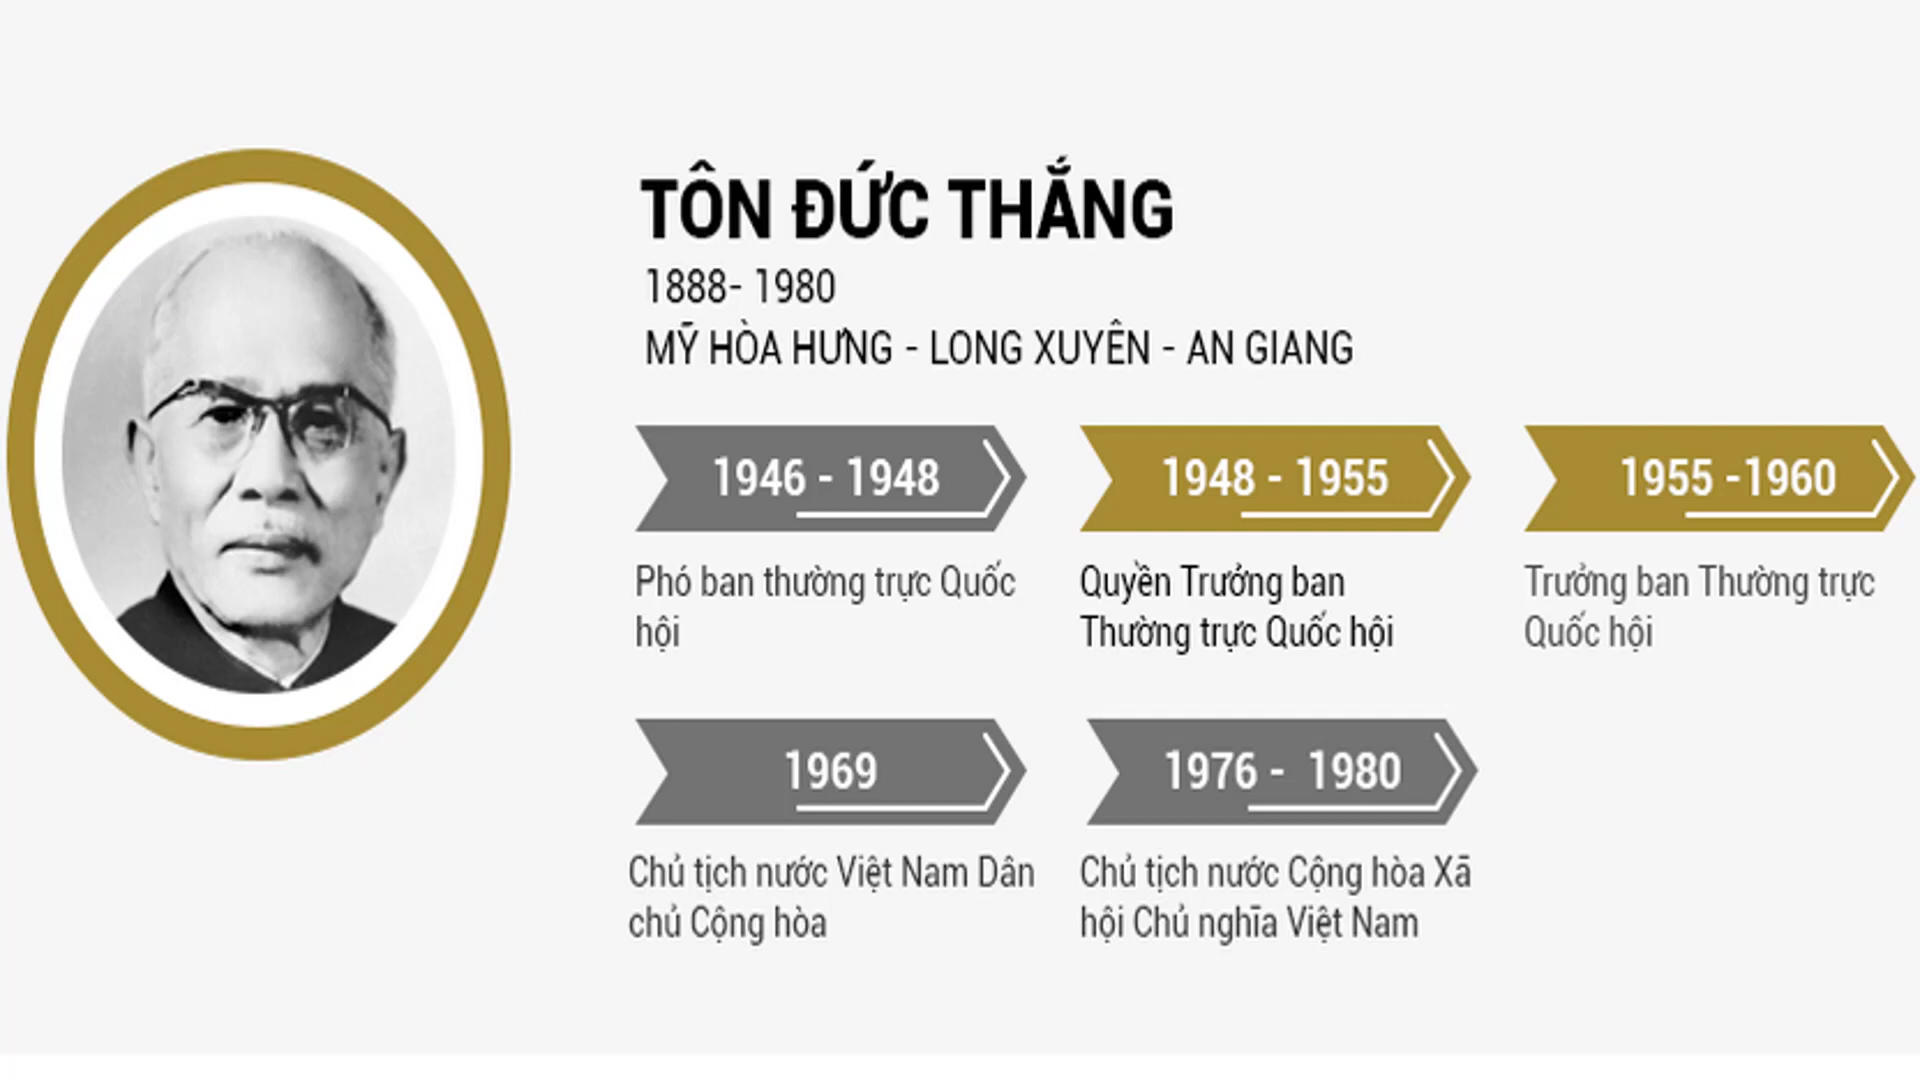 TÔN ĐỨC THẮNG
1888- 1980
MỸ HÒA HƯNG - LONG XUYÊN - AN GIANG
1946 - 1948
Phó ban thường trực Quốc
hội
1948 - 1955
Quyền Trưởng ban
Thường trực Quốc hội
1955 -1960
Trưởng ban Thường trực
Quốc hội
1969
Chủ tịch nước Việt Nam Dân
chủ Cộng hòa
1976 - 1980
Chủ tịch nước Cộng hòa Xã
hội Chủ nghĩa Việt Nam